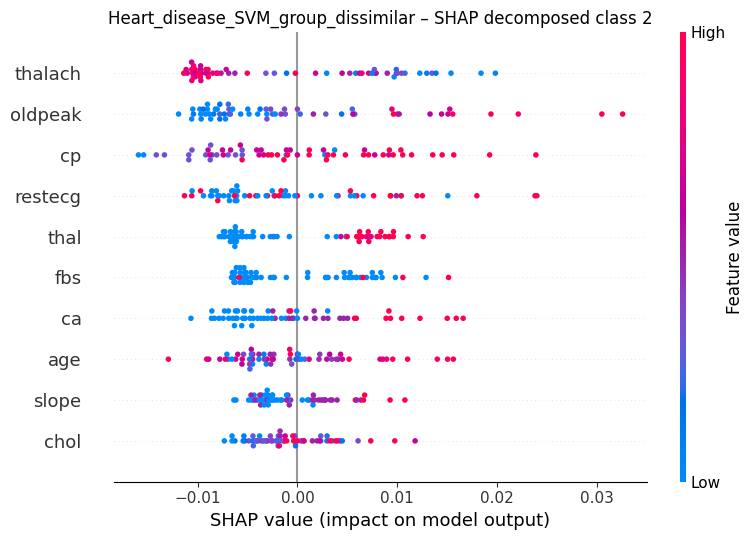 Heart_disease_SVM_group_dissimilar – SHAP decomposed class 2
High
thalach
oldpeak
cp
restecg
thal
fbs
ca
age
slope
chol
Feature value
Low
−0.01 0.00 0.01 0.02 0.03
SHAP value (impact on model output)